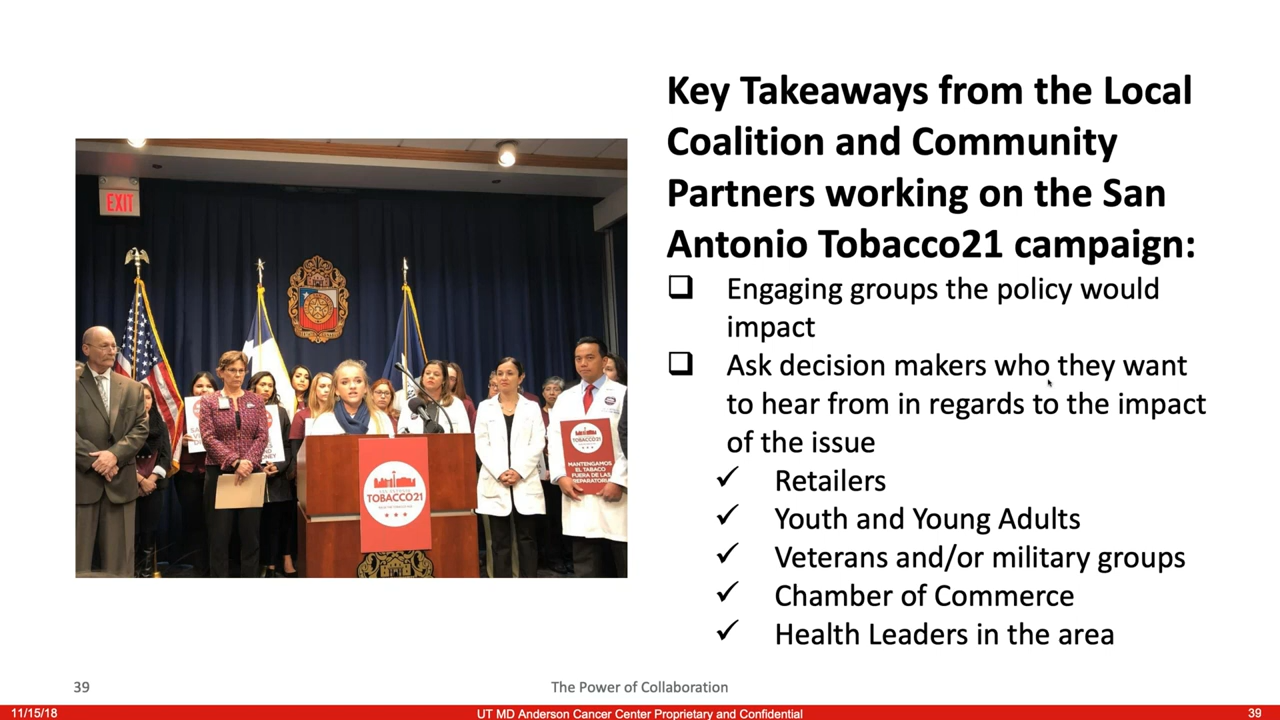 Key Takeaways from the Local
Coalition and Community
Partners working on the San
Antonio Tobacco21 campaign:
Engaging groups the policy would
impact
Ask decision makers who they want
to hear from in regards to the impact
of the issue
Retailers
Youth and Young Adults
Veterans and/or military groups
Chamber of Commerce
Health Leaders in the area
EXIT
SAN ANTONIO
TOBACCO21
TOBACCO21
MANTENGAMOS
EL TABACO
FUERA DE LAS
39
The Power of Collaboration
11/15/18
UT MD Anderson Cancer Center Proprietary and Confidential
39